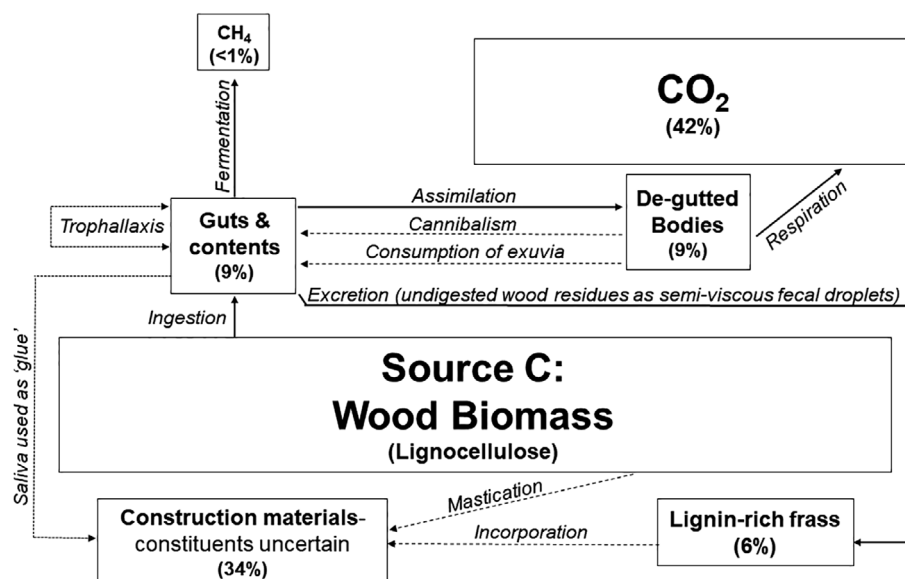 CH₄
(<1%)
CO₂
(42%)
Fermentation
Assimilation
Cannibalism
Consumption of exuvia
De-gutted
Bodies
(9%)
Respiration
Trophallaxis
Guts &
contents
(9%)
Excretion (undigested wood residues as semi-viscous fecal droplets)
Ingestion
Saliva used as 'glue'
Source C:
Wood Biomass
(Lignocellulose)
Mastication
Construction materials-
constituents uncertain
(34%)
Incorporation
Lignin-rich frass
(6%)